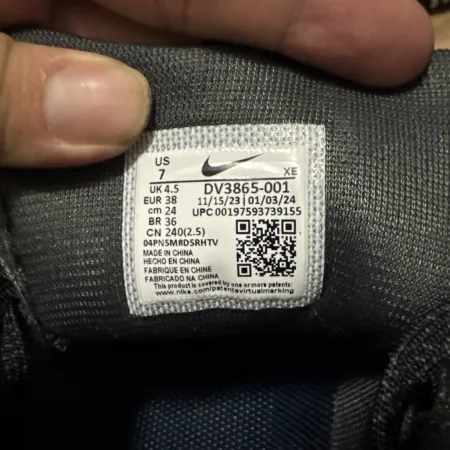 US
7
XE
UK 4.5
EUR 38
cm 24
BR 36
CN 240(2.5)
DV3865-001
11/15/23 | 01/03/24
UPC 00197593739155
04PNSM8DSRHTV
MADE IN CHINA
HECHO EN CHINA
FABRIQUE EN CHINE
FABRICADO NA CHINA
This product is covered by one or more patents:
www.nike.com/patentsvirtualmarking